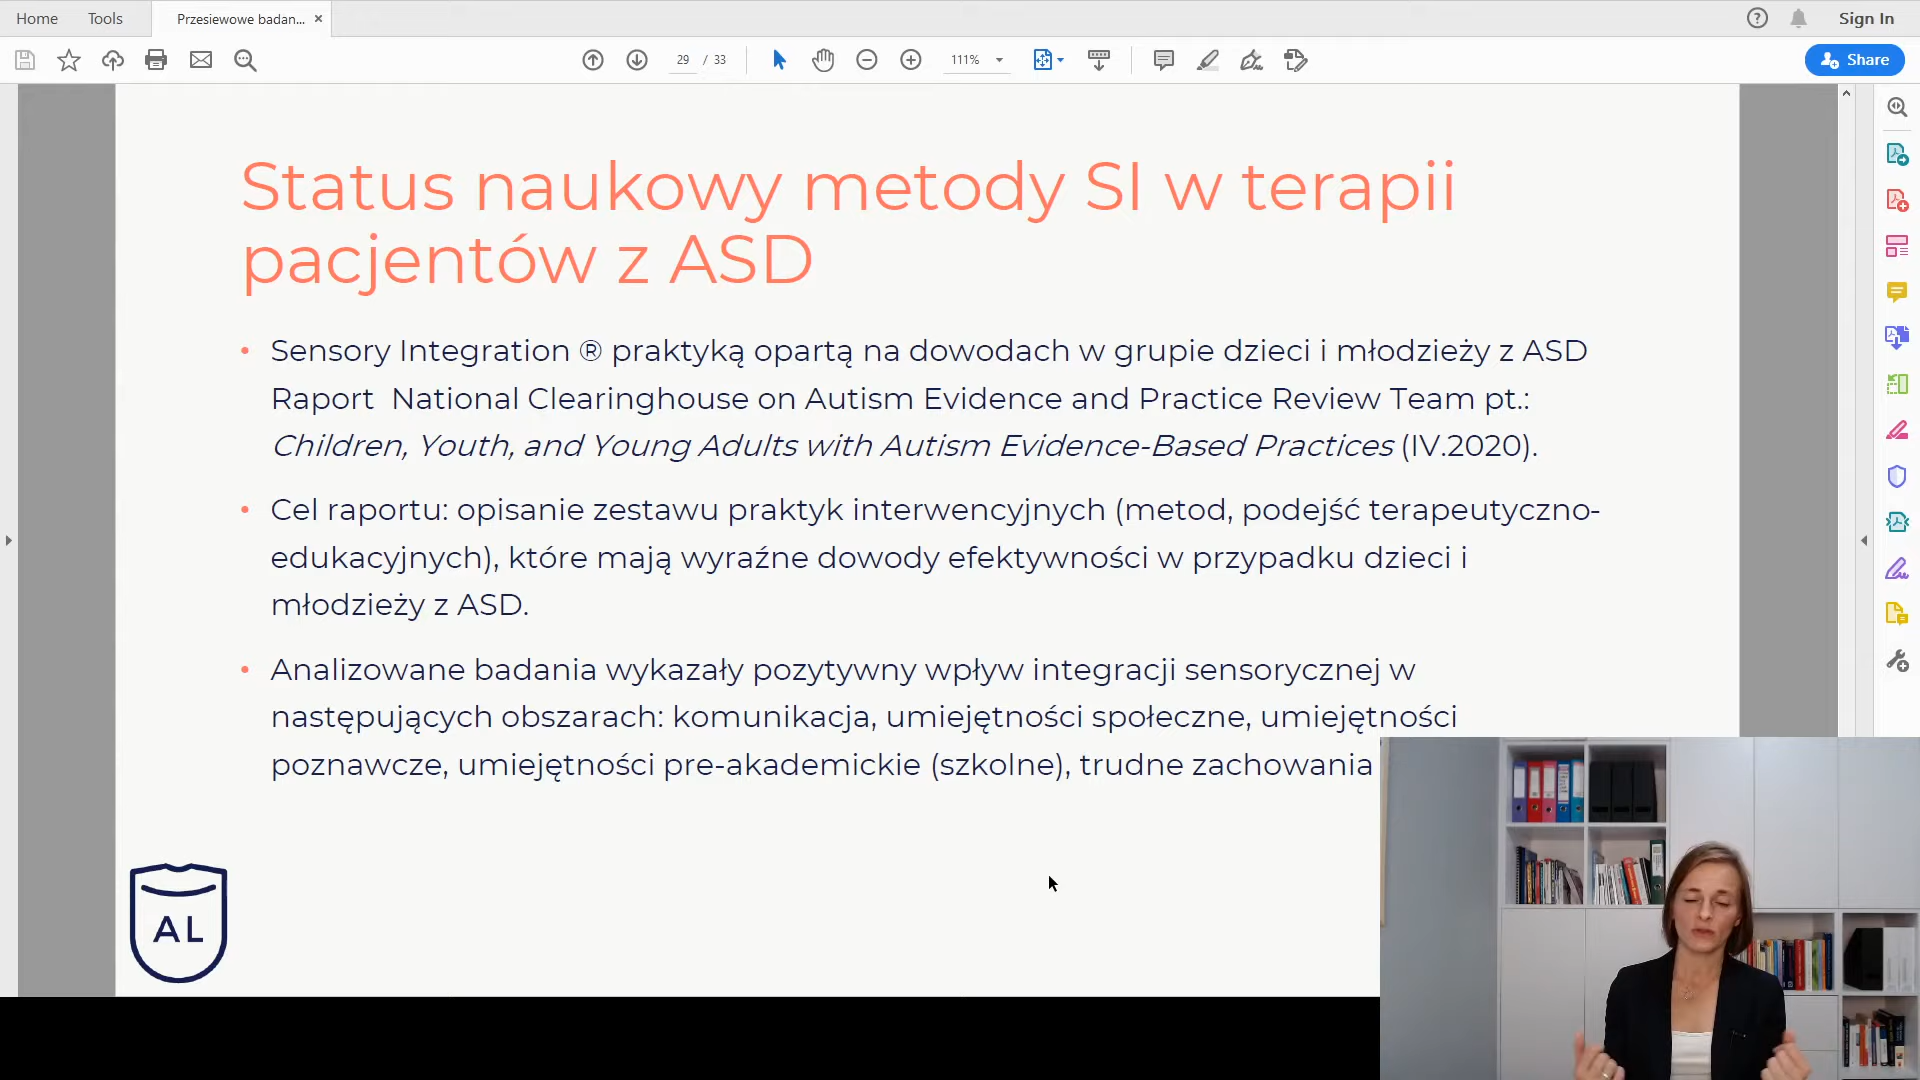 Home Tools Przesiewowe badan... × Sign In
29 / 33 111% Share
Status naukowy metody SI w terapii
pacjentów z ASD
• Sensory Integration ® praktyką opartą na dowodach w grupie dzieci i młodzieży z ASD
Raport National Clearinghouse on Autism Evidence and Practice Review Team pt.:
Children, Youth, and Young Adults with Autism Evidence-Based Practices (IV.2020).
• Cel raportu: opisanie zestawu praktyk interwencyjnych (metod, podejść terapeutyczno-
edukacyjnych), które mają wyraźne dowody efektywności w przypadku dzieci i
młodzieży z ASD.
• Analizowane badania wykazały pozytywny wpływ integracji sensorycznej w
następujących obszarach: komunikacja, umiejętności społeczne, umiejętności
poznawcze, umiejętności pre-akademickie (szkolne), trudne zachowania
AL